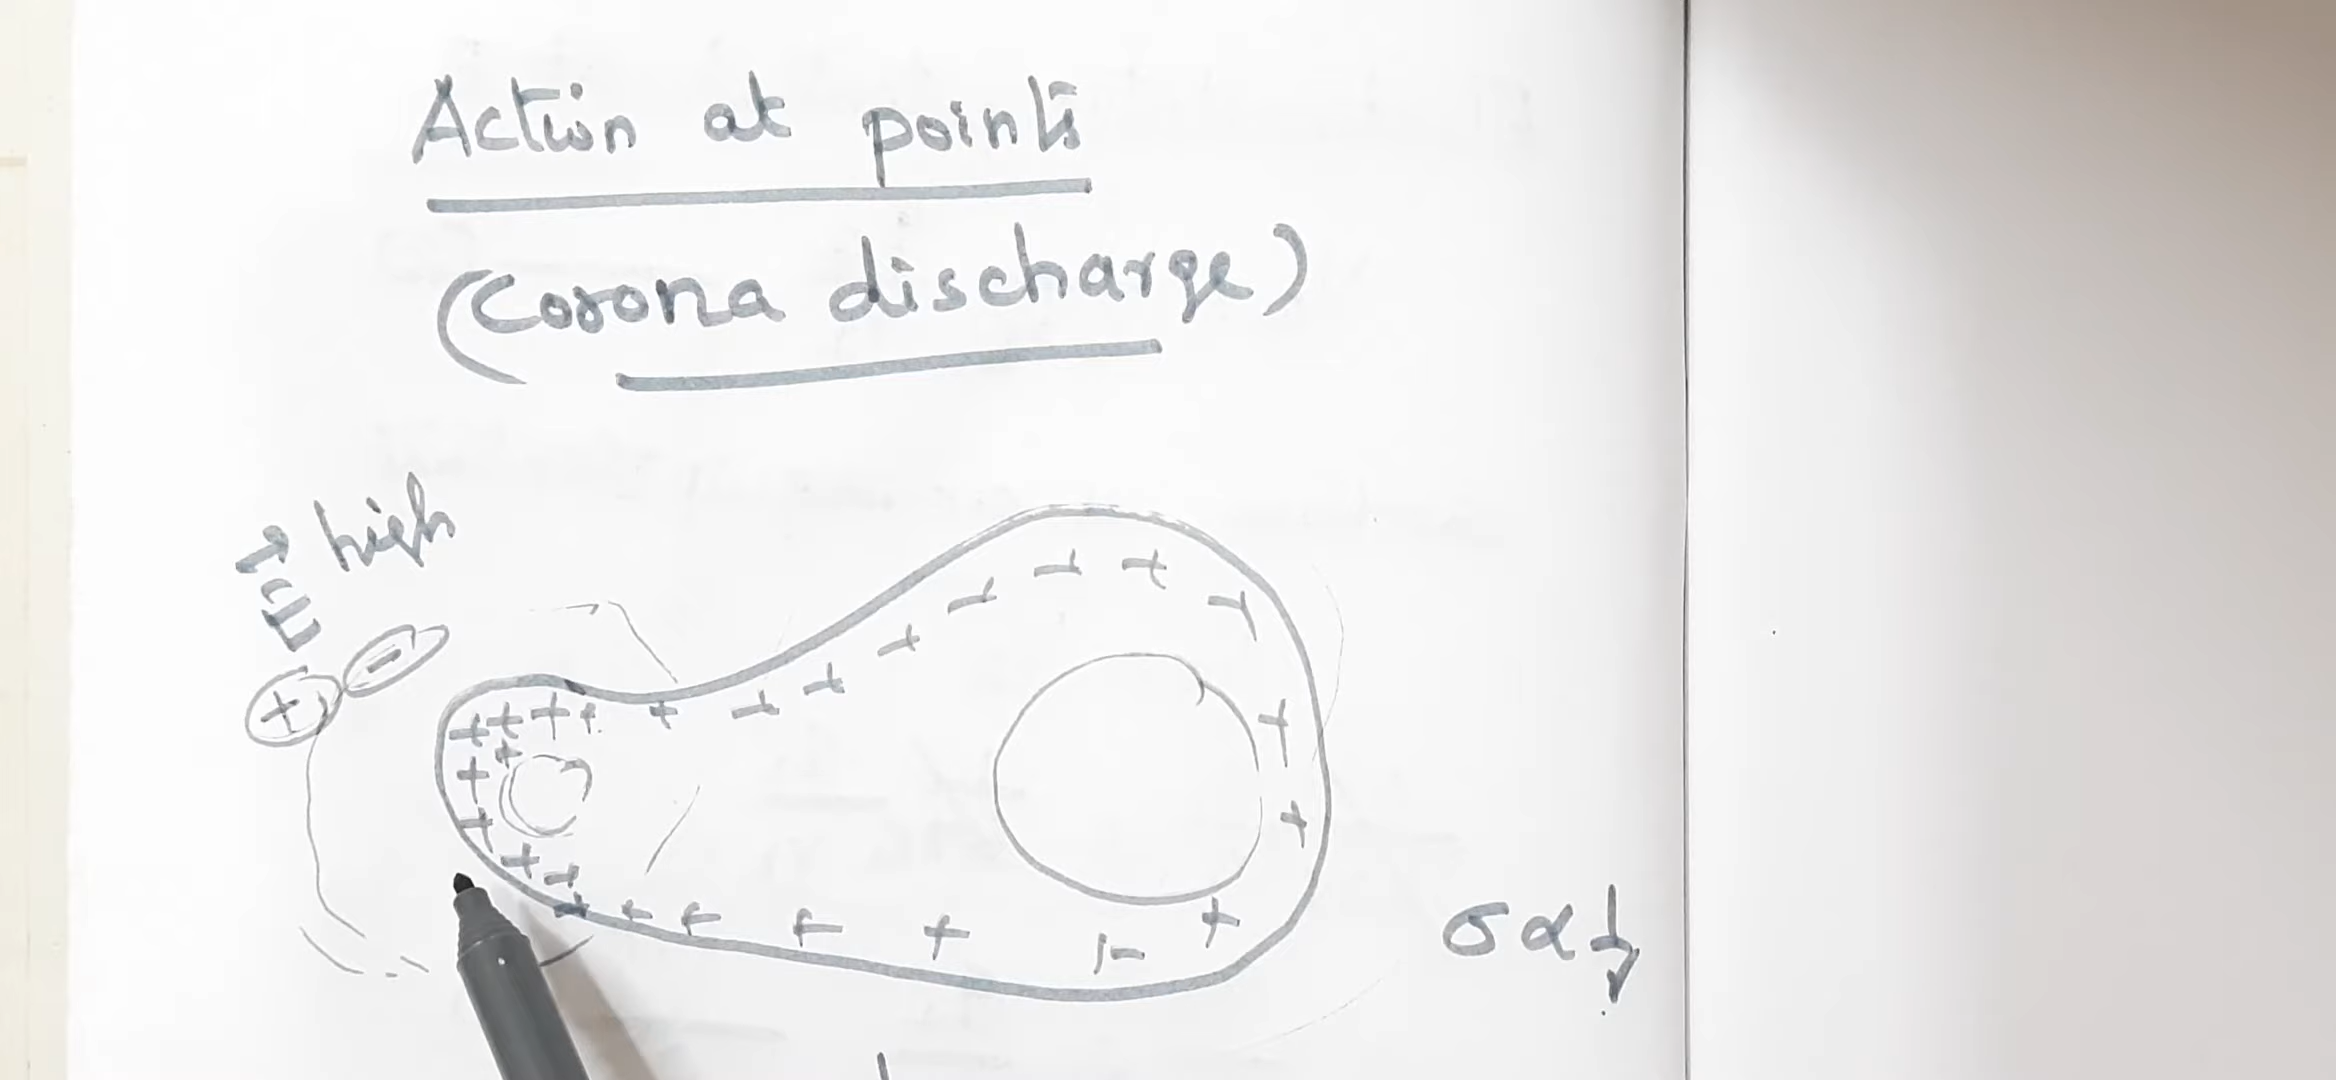 Action at points
(Corona discharge)
E⃗ high
+ -
+ + + + + + + + + + + +
σ α 1/r